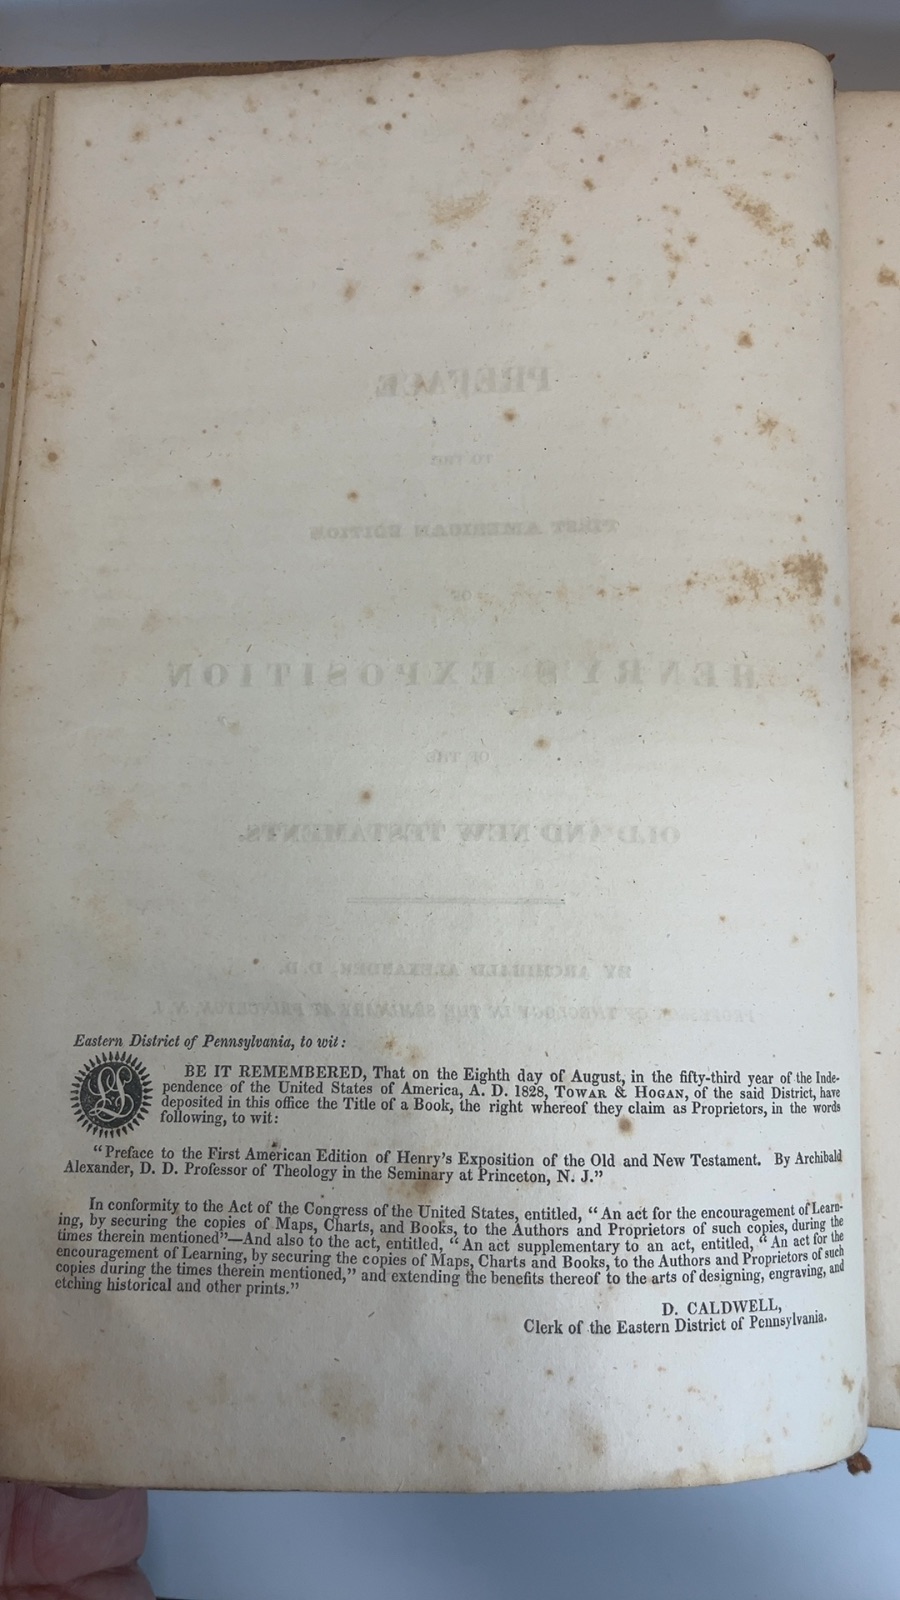 PREFACE
TO THE
FIRST AMERICAN EDITION
OF
HENRY'S EXPOSITION
OF THE
OLD AND NEW TESTAMENTS.
BY ARCHIBALD ALEXANDER, D.D.
PROFESSOR OF THEOLOGY IN THE SEMINARY AT PRINCETON, N. J.
Eastern District of Pennsylvania, to wit:
LS
BE IT REMEMBERED, That on the Eighth day of August, in the fifty-third year of the Inde-
pendence of the United States of America, A. D. 1828, TOWAR & HOGAN, of the said District, have
deposited in this office the Title of a Book, the right whereof they claim as Proprietors, in the words
following, to wit:
"Preface to the First American Edition of Henry's Exposition of the Old and New Testament. By Archibald
Alexander, D. D. Professor of Theology in the Seminary at Princeton, N. J."
In conformity to the Act of the Congress of the United States, entitled, "An act for the encouragement of Learn-
ing, by securing the copies of Maps, Charts, and Books, to the Authors and Proprietors of such copies, during the
times therein mentioned"—And also to the act, entitled, "An act supplementary to an act, entitled, "An act for the
encouragement of Learning, by securing the copies of Maps, Charts and Books, to the Authors and Proprietors of such
copies during the times therein mentioned," and extending the benefits thereof to the arts of designing, engraving, and
etching historical and other prints."
D. CALDWELL,
Clerk of the Eastern District of Pennsylvania.